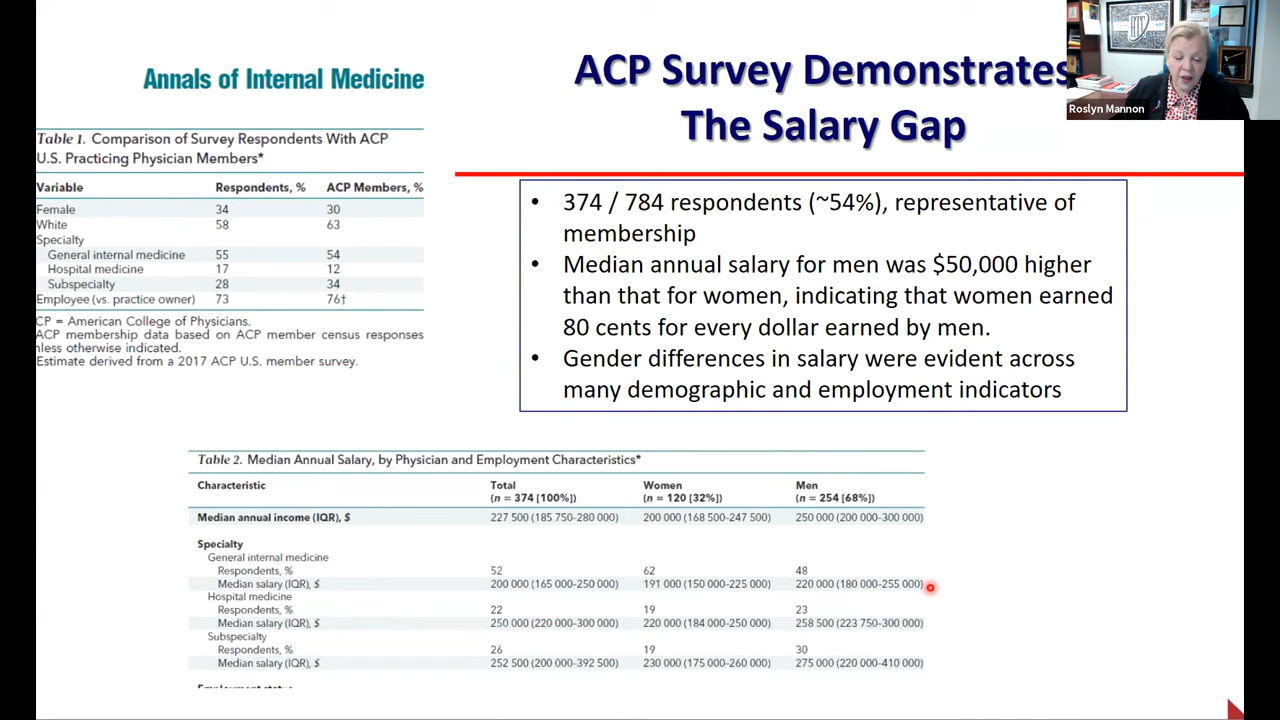 Annals of Internal Medicine
ACP Survey Demonstrates
The Salary Gap
Roslyn Mannon
Table 1. Comparison of Survey Respondents With ACP
U.S. Practicing Physician Members*
Variable Respondents, % ACP Members, %
Female 34 30
White 58 63
Specialty
General internal medicine 55 54
Hospital medicine 17 12
Subspecialty 28 34
Employee (vs. practice owner) 73 76†
CP = American College of Physicians.
ACP membership data based on ACP member census responses
nless otherwise indicated.
Estimate derived from a 2017 ACP U.S. member survey.
• 374 / 784 respondents (~54%), representative of
membership
• Median annual salary for men was $50,000 higher
than that for women, indicating that women earned
80 cents for every dollar earned by men.
• Gender differences in salary were evident across
many demographic and employment indicators
Table 2. Median Annual Salary, by Physician and Employment Characteristics*
Characteristic Total Women Men
(n = 374 [100%]) (n = 120 [32%]) (n = 254 [68%])
Median annual income (IQR), $ 227 500 (185 750–280 000) 200 000 (168 500–247 500) 250 000 (200 000–300 000)
Specialty
General internal medicine
Respondents, % 52 62 48
Median salary (IQR), $ 200 000 (165 000–250 000) 191 000 (150 000–225 000) 220 000 (180 000–255 000)
Hospital medicine
Respondents, % 22 19 23
Median salary (IQR), $ 250 000 (220 000–300 000) 220 000 (184 000–250 000) 258 500 (223 750–300 000)
Subspecialty
Respondents, % 26 19 30
Median salary (IQR), $ 252 500 (200 000–392 500) 230 000 (175 000–260 000) 275 000 (220 000–410 000)